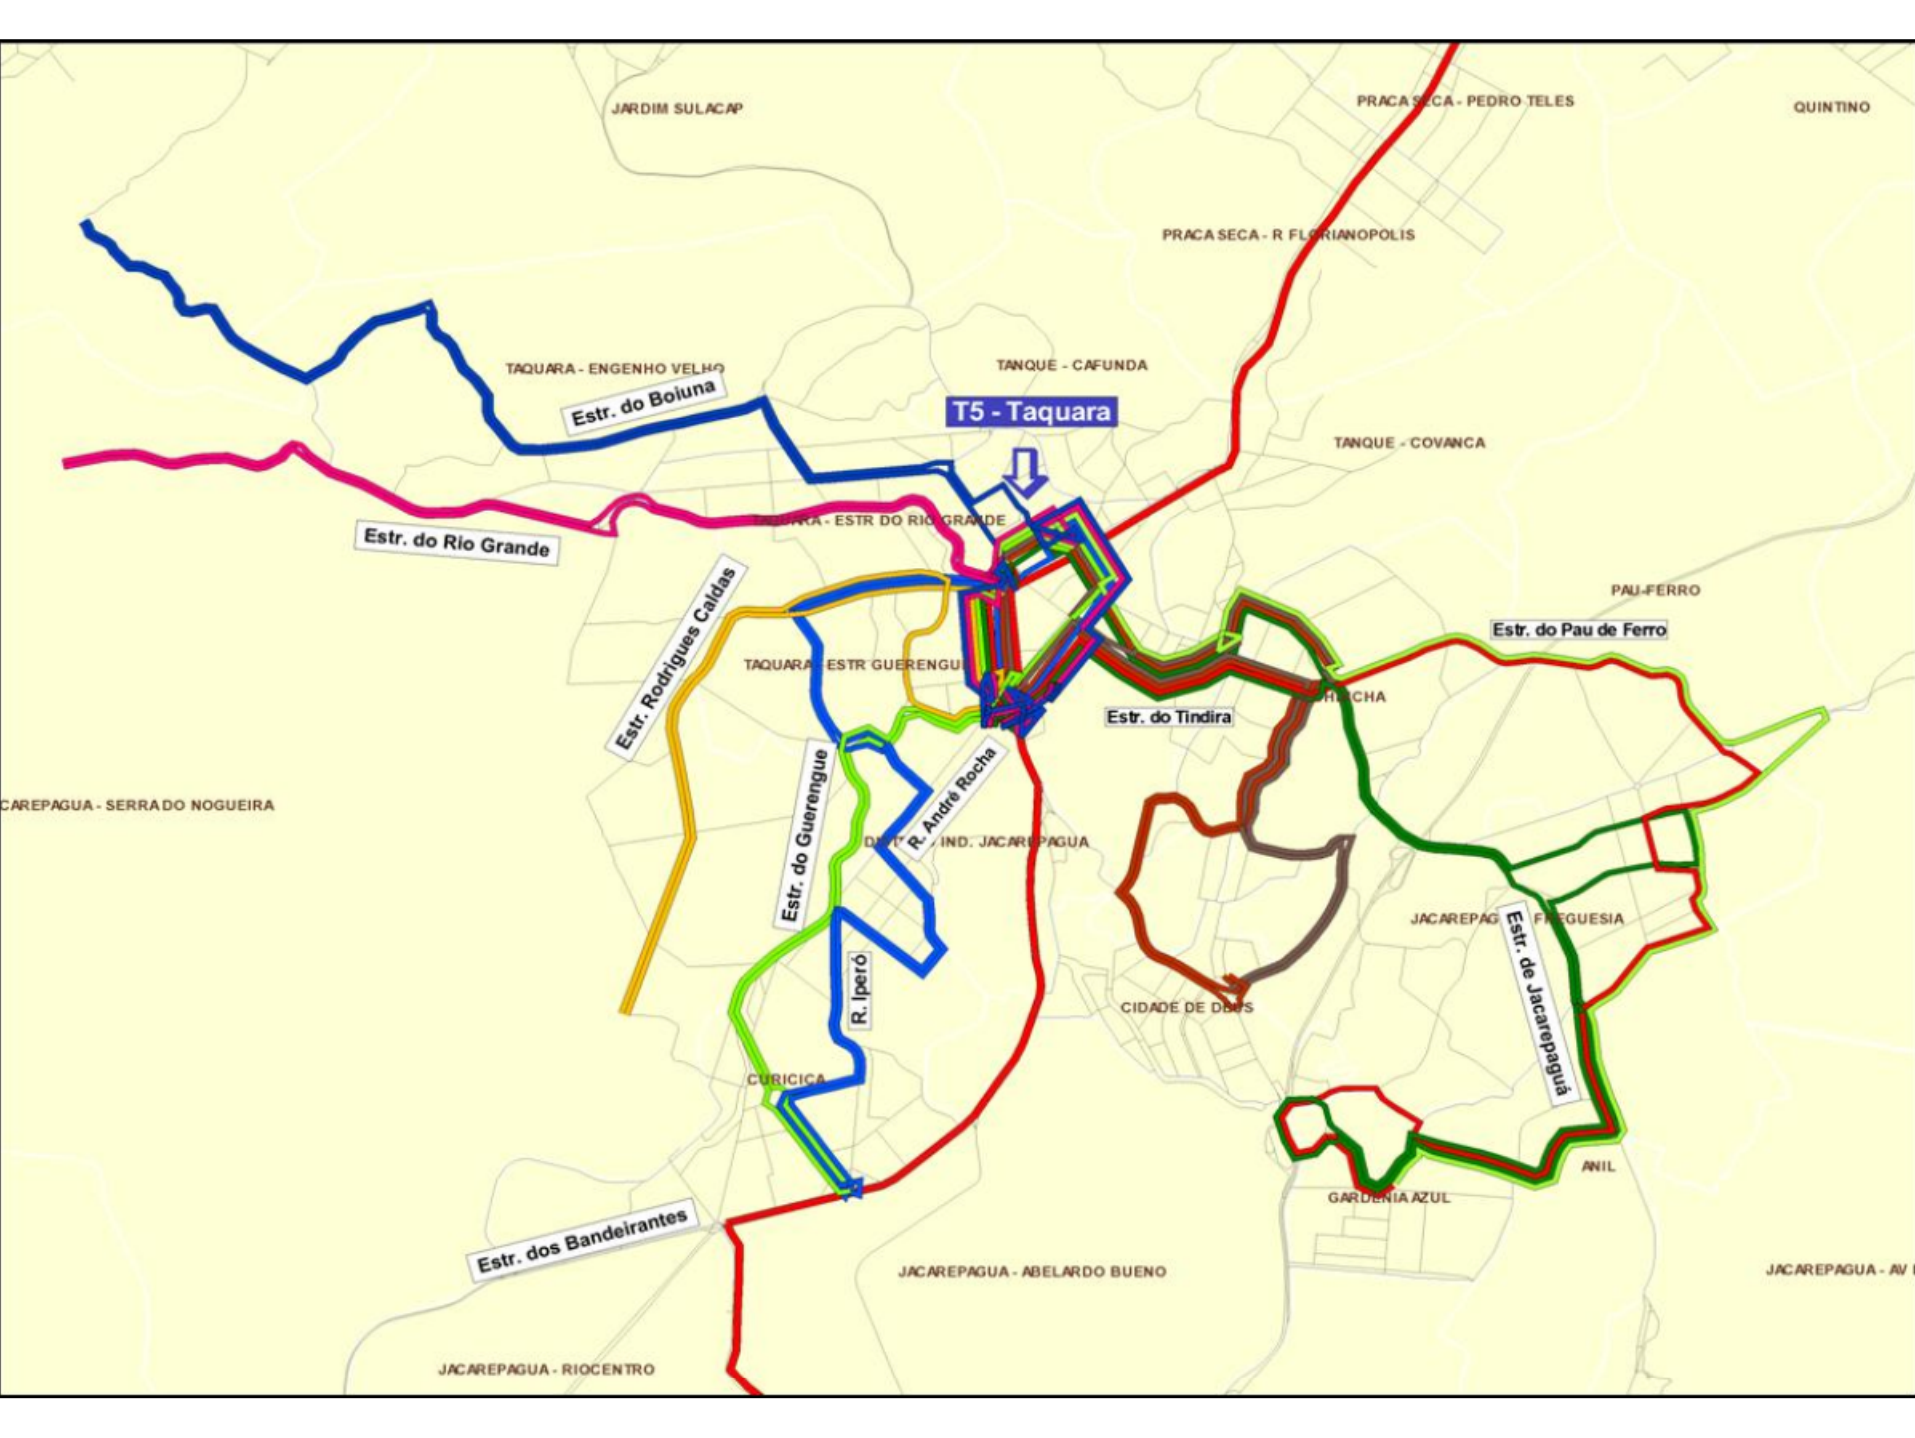 JARDIM SULACAP
PRACA SECA - PEDRO TELES
QUINTINO
PRACA SECA - R FLORIANOPOLIS
TAQUARA - ENGENHO VELHO
TANQUE - CAFUNDA
Estr. do Boiuna
T5 - Taquara
TANQUE - COVANCA
TAQUARA - ESTR DO RIO GRANDE
Estr. do Rio Grande
PAU-FERRO
Estr. do Pau de Ferro
Estr. Rodrigues Caldas
TAQUARA - ESTR GUERENGUE
Estr. do Tindira
Estr. do Guerengue
R. André Rocha
CAREPAGUA - SERRA DO NOGUEIRA
IND. JACAREPAGUA
JACAREPAGUA FREGUESIA
Estr. de Jacarepaguá
R. Iperó
CIDADE DE DEUS
CURICICA
ANIL
GARDENIA AZUL
Estr. dos Bandeirantes
JACAREPAGUA - ABELARDO BUENO
JACAREPAGUA - AV
JACAREPAGUA - RIOCENTRO